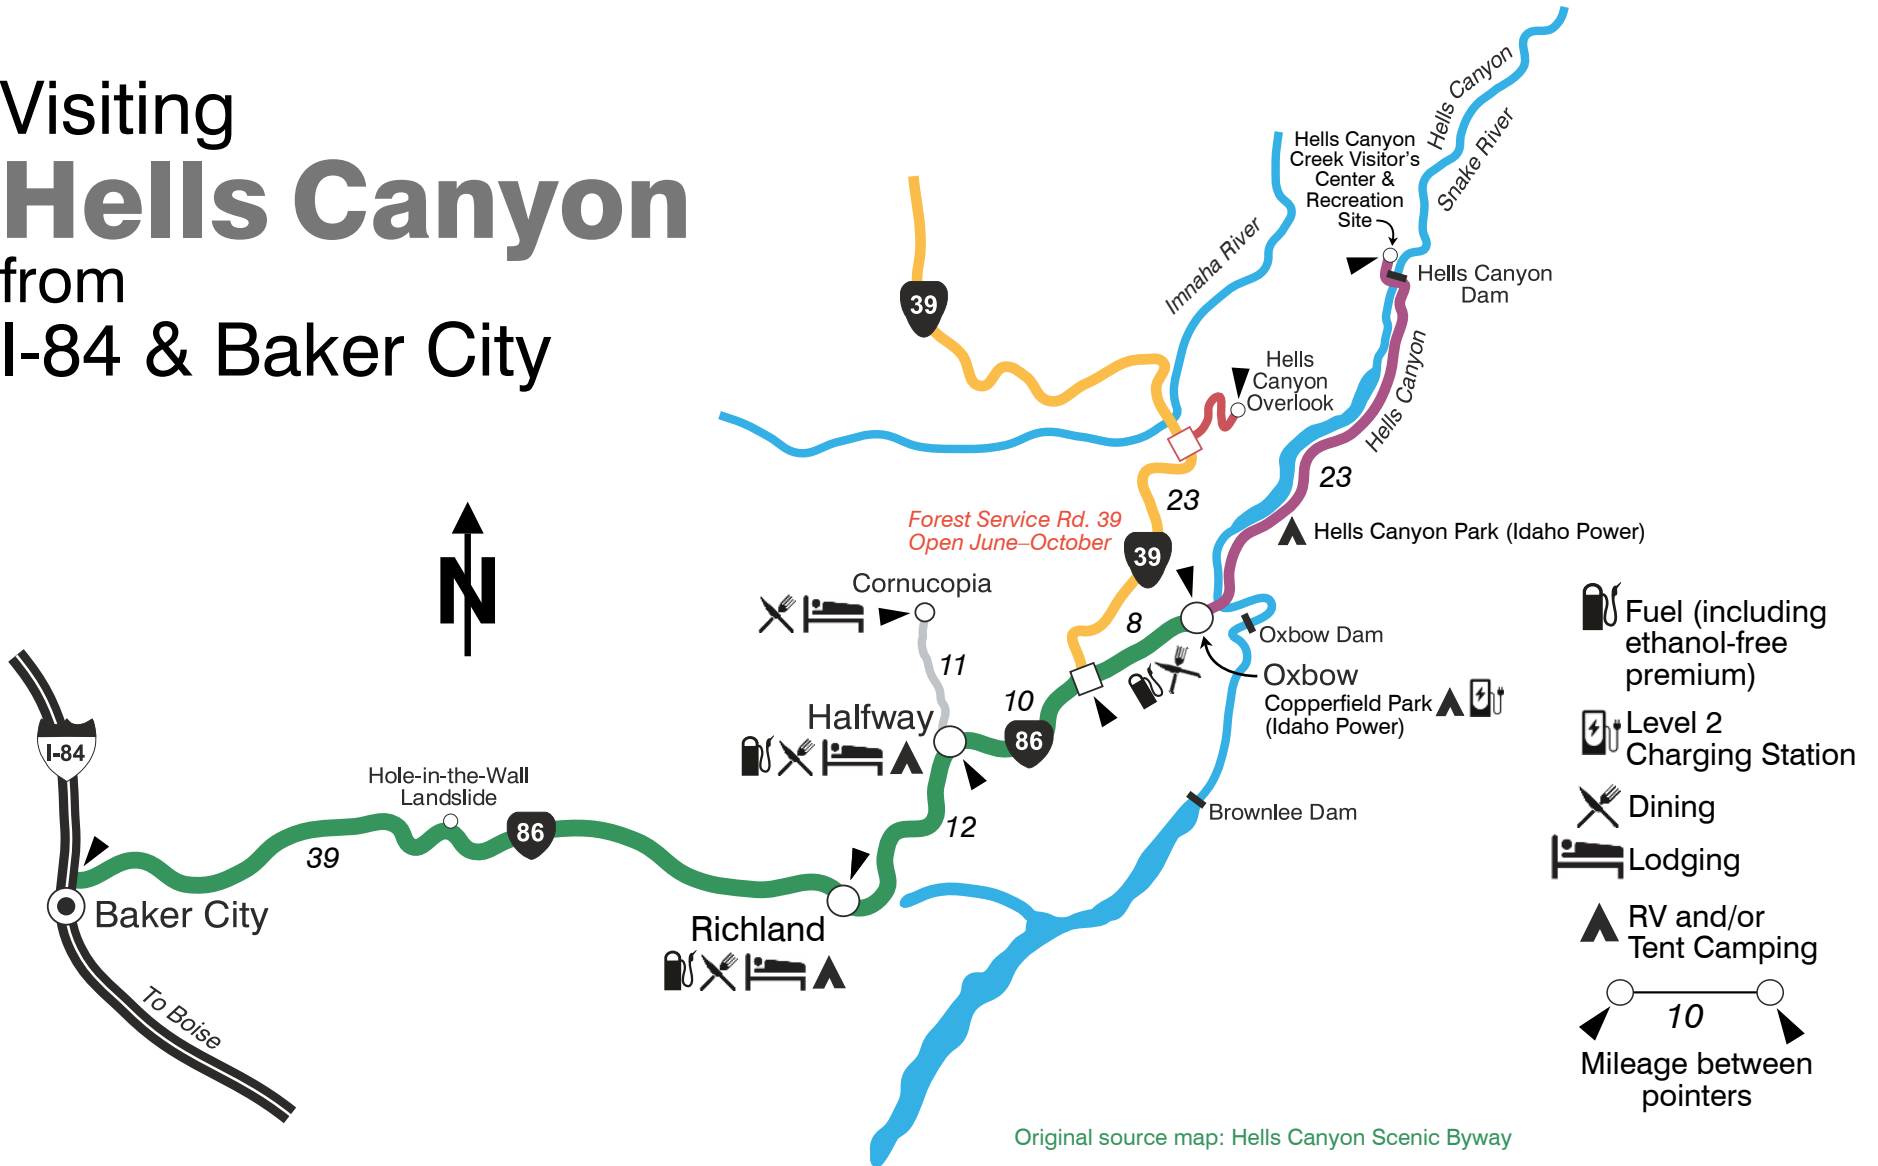 Visiting
Hells Canyon
from
I-84 & Baker City
Hells Canyon
Snake River
Hells Canyon
Creek Visitor's
Center &
Recreation
Site
Imnaha River
39
Hells Canyon
Dam
Hells
Canyon
Overlook
Hells Canyon
23
23
Forest Service Rd. 39
Open June–October
39
Hells Canyon Park (Idaho Power)
N
Cornucopia
11
8
Oxbow Dam
Oxbow
Copperfield Park
(Idaho Power)
10
Halfway
86
I-84
Hole-in-the-Wall
Landslide
86
39
12
Brownlee Dam
Baker City
Richland
To Boise
Fuel (including
ethanol-free
premium)
Level 2
Charging Station
Dining
Lodging
RV and/or
Tent Camping
10
Mileage between
pointers
Original source map: Hells Canyon Scenic Byway